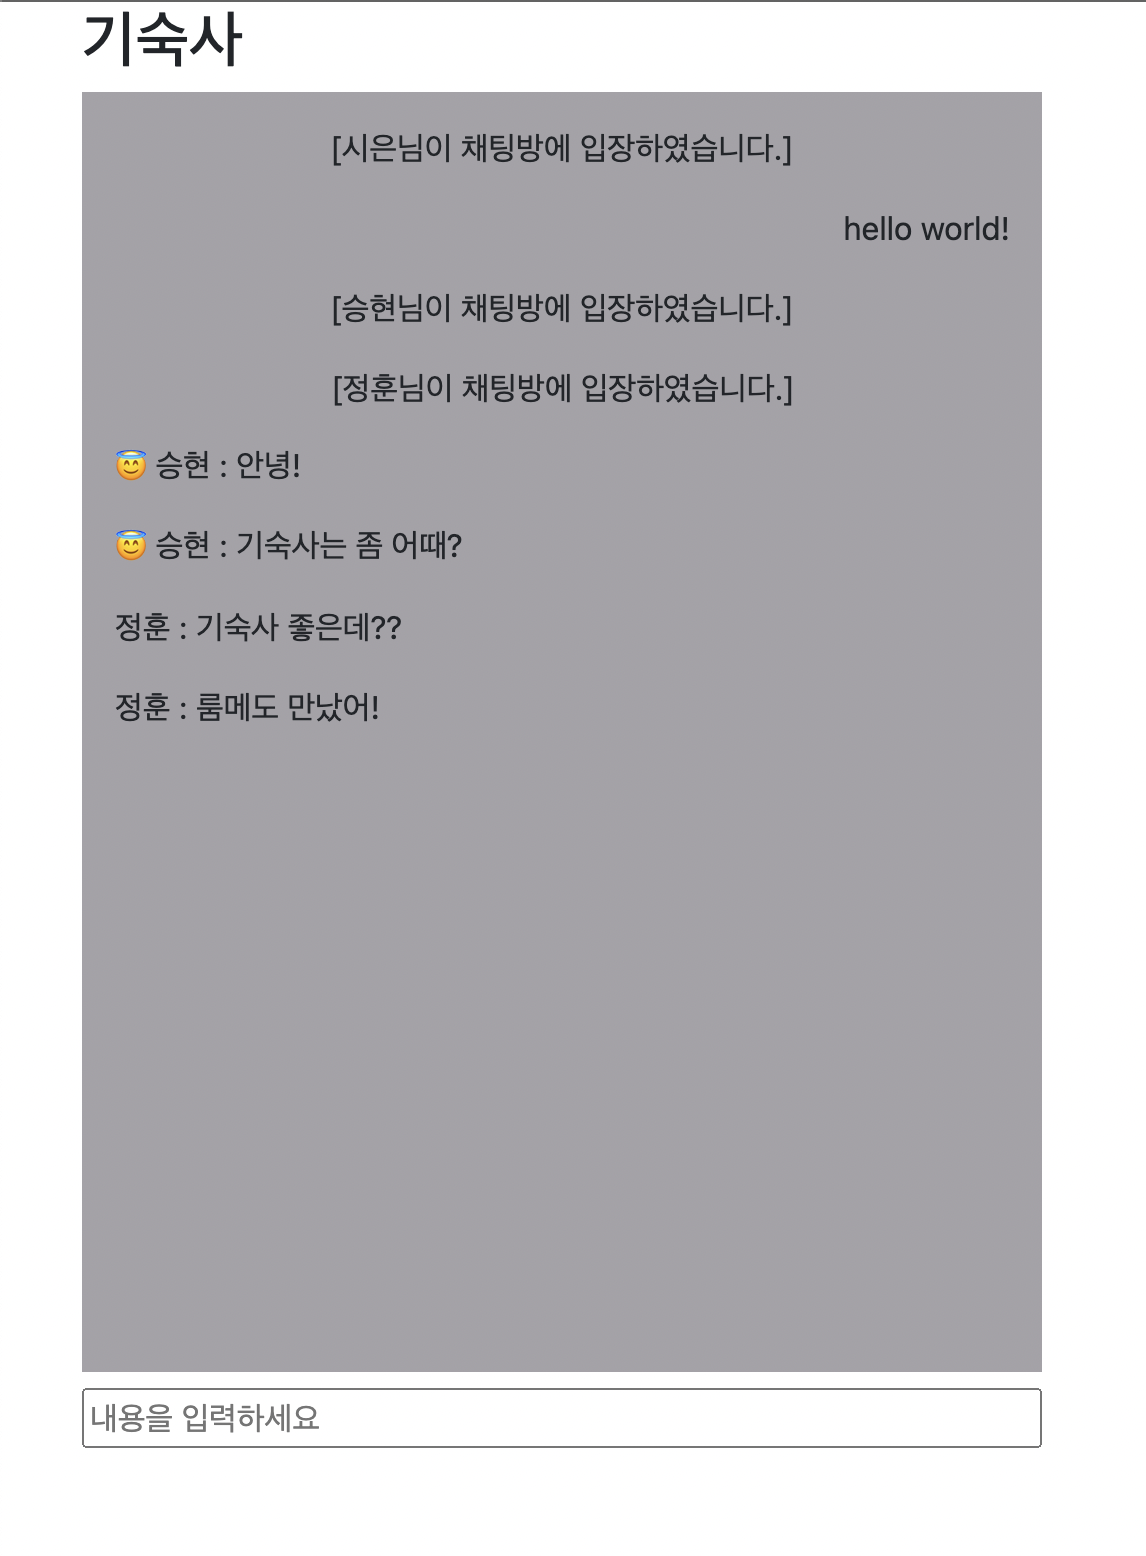 기숙사
[시은님이 채팅방에 입장하였습니다.]
hello world!
[승현님이 채팅방에 입장하였습니다.]
[정훈님이 채팅방에 입장하였습니다.]
😇 승현 : 안녕!
😇 승현 : 기숙사는 좀 어때?
정훈 : 기숙사 좋은데??
정훈 : 룸메도 만났어!
내용을 입력하세요